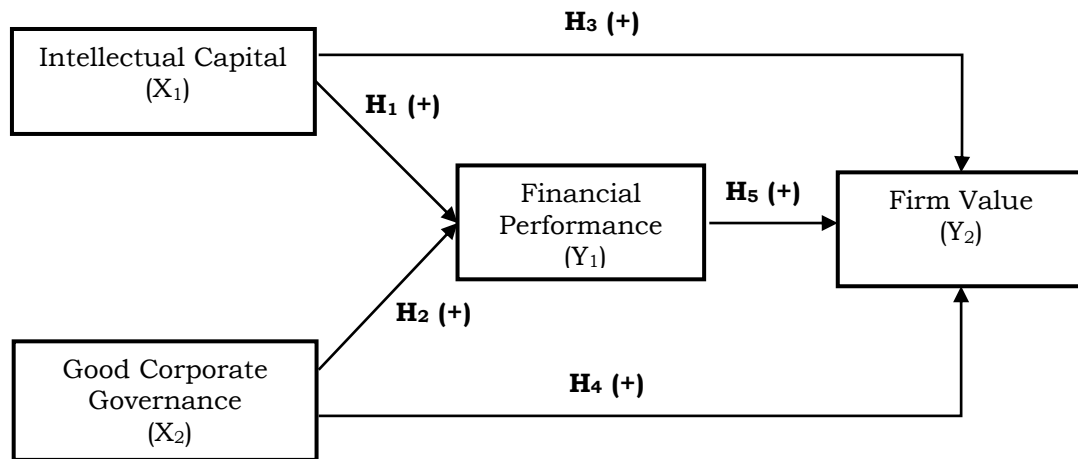 H₃ (+)
Intellectual Capital
(X₁)
H₁ (+)
Financial
Performance
(Y₁)
H₅ (+)
Firm Value
(Y₂)
H₂ (+)
Good Corporate
Governance
(X₂)
H₄ (+)